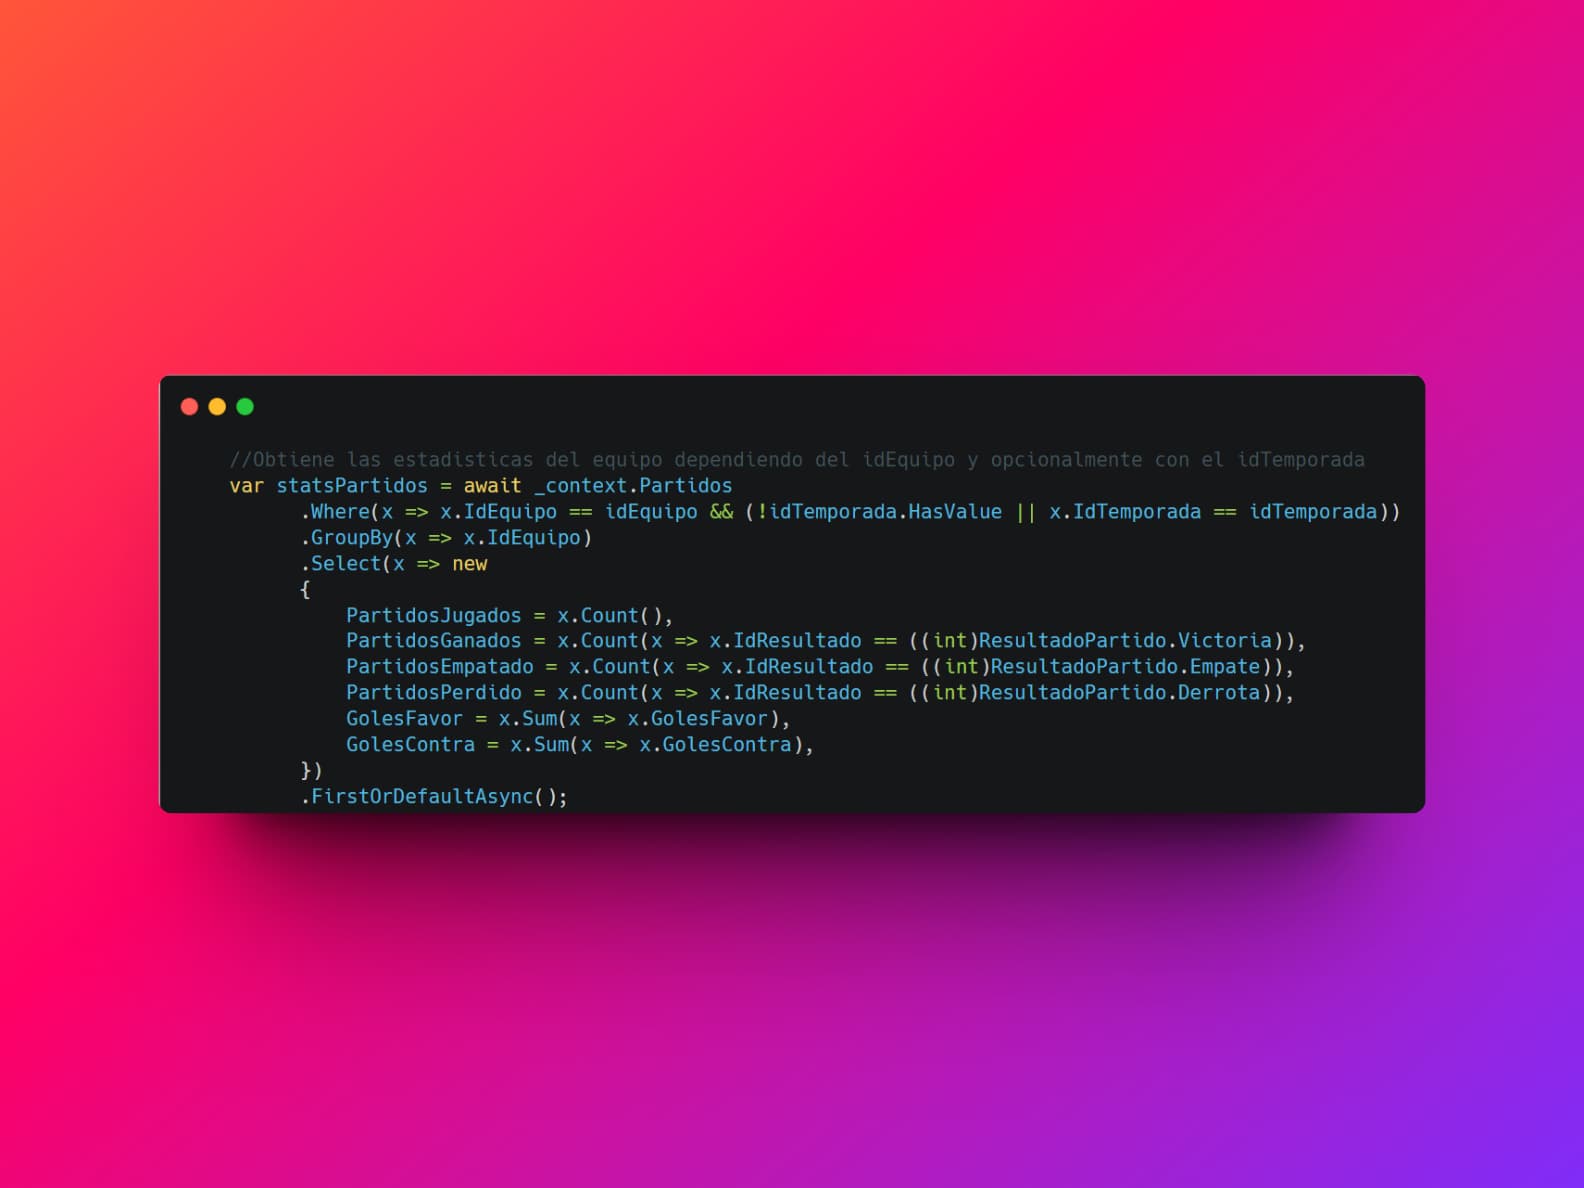 //Obtiene las estadisticas del equipo dependiendo del idEquipo y opcionalmente con el idTemporada
var statsPartidos = await _context.Partidos
.Where(x => x.IdEquipo == idEquipo && (!idTemporada.HasValue || x.IdTemporada == idTemporada))
.GroupBy(x => x.IdEquipo)
.Select(x => new
{
PartidosJugados = x.Count(),
PartidosGanados = x.Count(x => x.IdResultado == ((int)ResultadoPartido.Victoria)),
PartidosEmpatado = x.Count(x => x.IdResultado == ((int)ResultadoPartido.Empate)),
PartidosPerdido = x.Count(x => x.IdResultado == ((int)ResultadoPartido.Derrota)),
GolesFavor = x.Sum(x => x.GolesFavor),
GolesContra = x.Sum(x => x.GolesContra),
})
.FirstOrDefaultAsync();